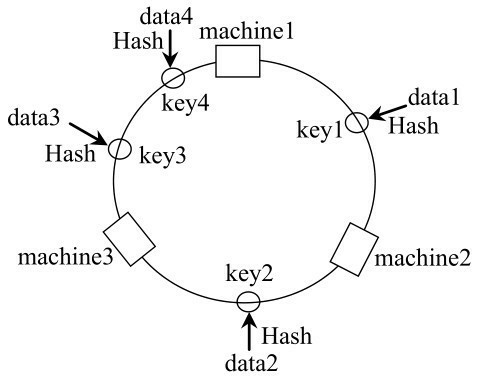 data4
Hash
machine1
key4
data1
Hash
key1
data3
Hash
key3
machine3
machine2
key2
Hash
data2